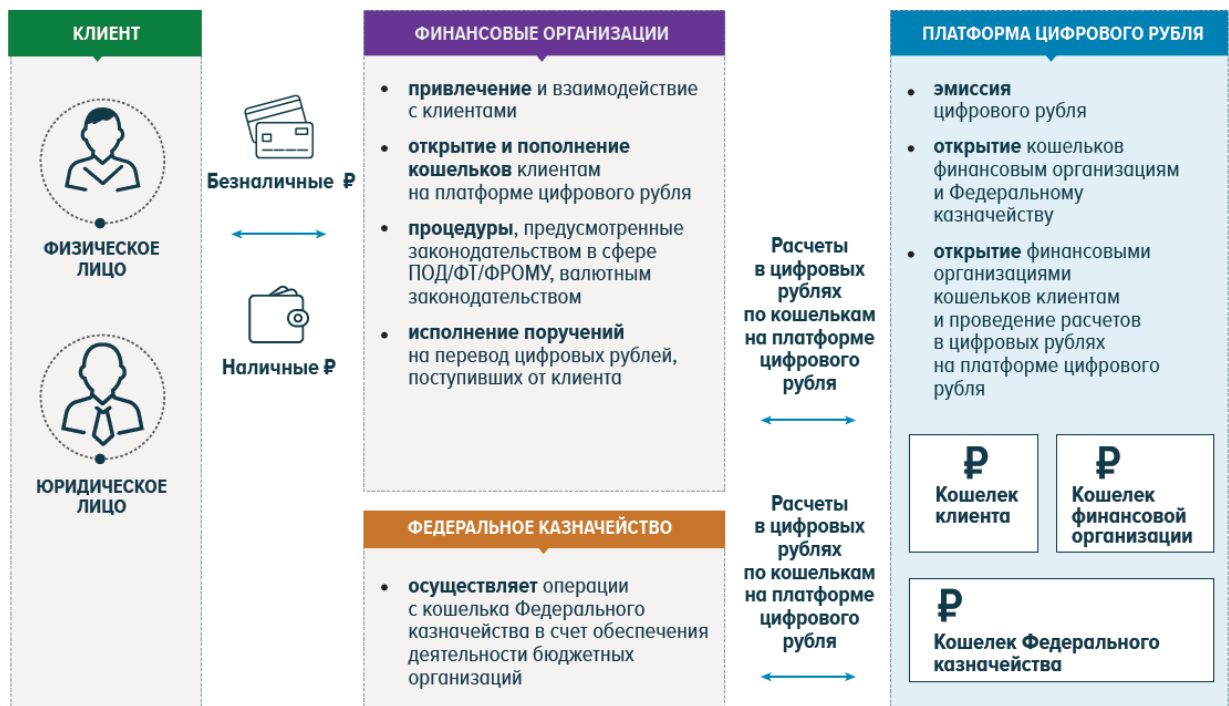 КЛИЕНТ
ФИЗИЧЕСКОЕ
ЛИЦО
ЮРИДИЧЕСКОЕ
ЛИЦО
Безналичные ₽
Наличные ₽
ФИНАНСОВЫЕ ОРГАНИЗАЦИИ
• привлечение и взаимодействие
с клиентами
• открытие и пополнение
кошельков клиентам
на платформе цифрового рубля
• процедуры, предусмотренные
законодательством в сфере
ПОД/ФТ/ФРОМУ, валютным
законодательством
• исполнение поручений
на перевод цифровых рублей,
поступивших от клиента
ФЕДЕРАЛЬНОЕ КАЗНАЧЕЙСТВО
• осуществляет операции
с кошелька Федерального
казначейства в счет обеспечения
деятельности бюджетных
организаций
Расчеты
в цифровых
рублях
по кошелькам
на платформе
цифрового
рубля
Расчеты
в цифровых
рублях
по кошелькам
на платформе
цифрового
рубля
ПЛАТФОРМА ЦИФРОВОГО РУБЛЯ
• эмиссия
цифрового рубля
• открытие кошельков
финансовым организациям
и Федеральному
казначейству
• открытие финансовыми
организациями
кошельков клиентам
и проведение расчетов
в цифровых рублях
на платформе цифрового
рубля
₽
Кошелек
клиента
₽
Кошелек
финансовой
организации
₽
Кошелек Федерального
казначейства